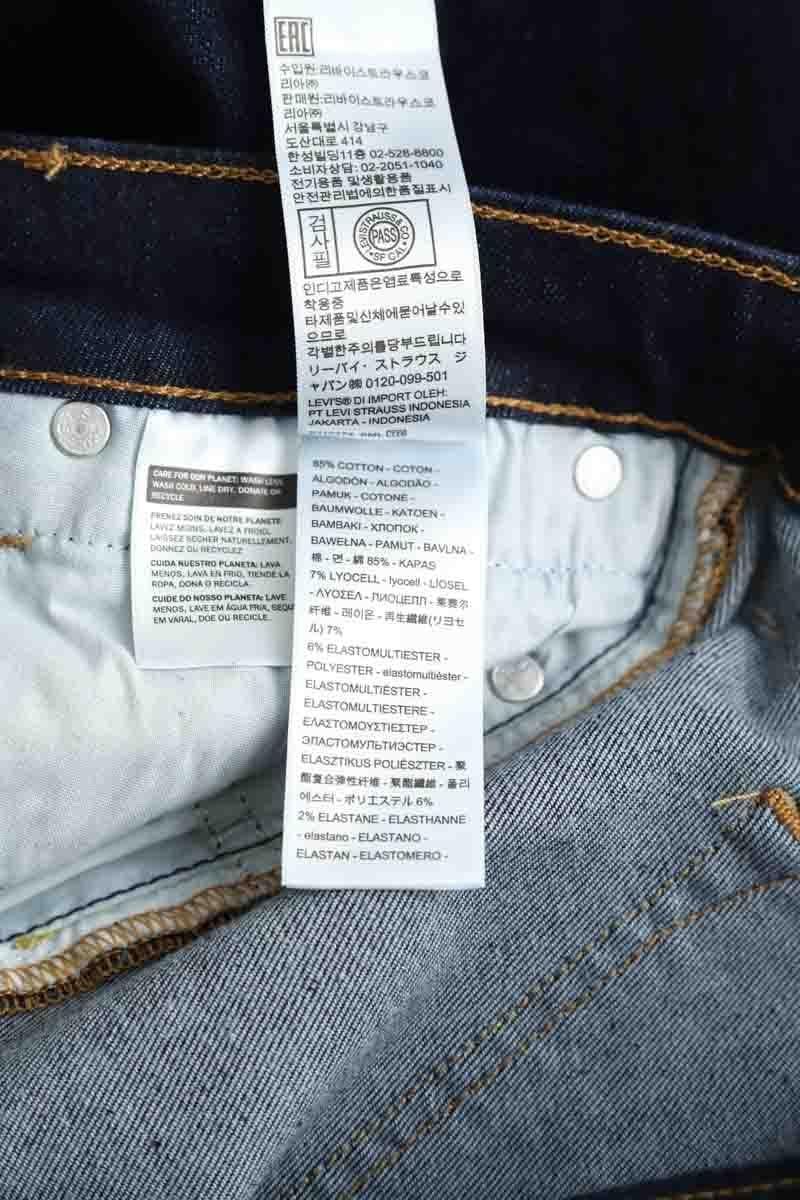 EAC
수입원:리바이스트라우스코
리아㈜
판매원:리바이스트라우스코
리아㈜
서울특별시 강남구
도산대로 414
한성빌딩11층 02-528-8800
소비자상담: 02-2051-1040
전기용품 및생활용품
안전관리법에의한품질표시
검사필
LEVI STRAUSS & CO
PASS
SF CAL
인디고제품은염료특성으로
착용중
타제품및신체에묻어날수있
으므로
각별한주의를당부드립니다
リーバイ・ストラウス ジ
ャパン㈱ 0120-099-501
LEVI'S® DI IMPORT OLEH:
PT LEVI STRAUSS INDONESIA
JAKARTA - INDONESIA
85% COTTON - COTON -
ALGODÓN - ALGODÃO -
PAMUK - COTONE -
BAUMWOLLE - KATOEN -
BAMBAKI - ХЛОПОК -
BAWEŁNA - PAMUT - BAVLNA -
棉 - 면 - 綿 85% - KAPAS
7% LYOCELL - lyocell - LİOSEL
- ΛΥΟΣΕΛ - ЛИОЦЕЛЛ - 莱赛尔
纤维 - 레이온 - 再生繊維(リヨセ
ル) 7%
6% ELASTOMULTIESTER -
POLYESTER - elastomultiéster -
ELASTOMULTIÉSTER -
ELASTOMULTIESTERE -
ΕΛΑΣΤΟΜΟΥΣΤΙΕΣΤΕΡ -
ЭЛАСТОМУЛЬТИЭСТЕР -
ELASZTIKUS POLIÉSZTER - 聚
酯复合弹性纤维 - 聚酯纖維 - 폴리
에스터 - ポリエステル 6%
2% ELASTANE - ELASTHANNE
- elastano - ELASTANO -
ELASTAN - ELASTOMERO -
CARE FOR OUR PLANET: WASH LESS,
WASH COLD, LINE DRY, DONATE OR
RECYCLE
PRENEZ SOIN DE NOTRE PLANÈTE:
LAVEZ MOINS, LAVEZ A FROID,
LAISSEZ SÉCHER NATURELLEMENT,
DONNEZ OU RECYCLEZ
CUIDA NUESTRO PLANETA: LAVA
MENOS, LAVA EN FRIO, TIENDE LA
ROPA, DONA O RECICLA.
CUIDE DO NOSSO PLANETA: LAVE
MENOS, LAVE EM ÁGUA FRIA, SEQU
EM VARAL, DOE OU RECICLE.